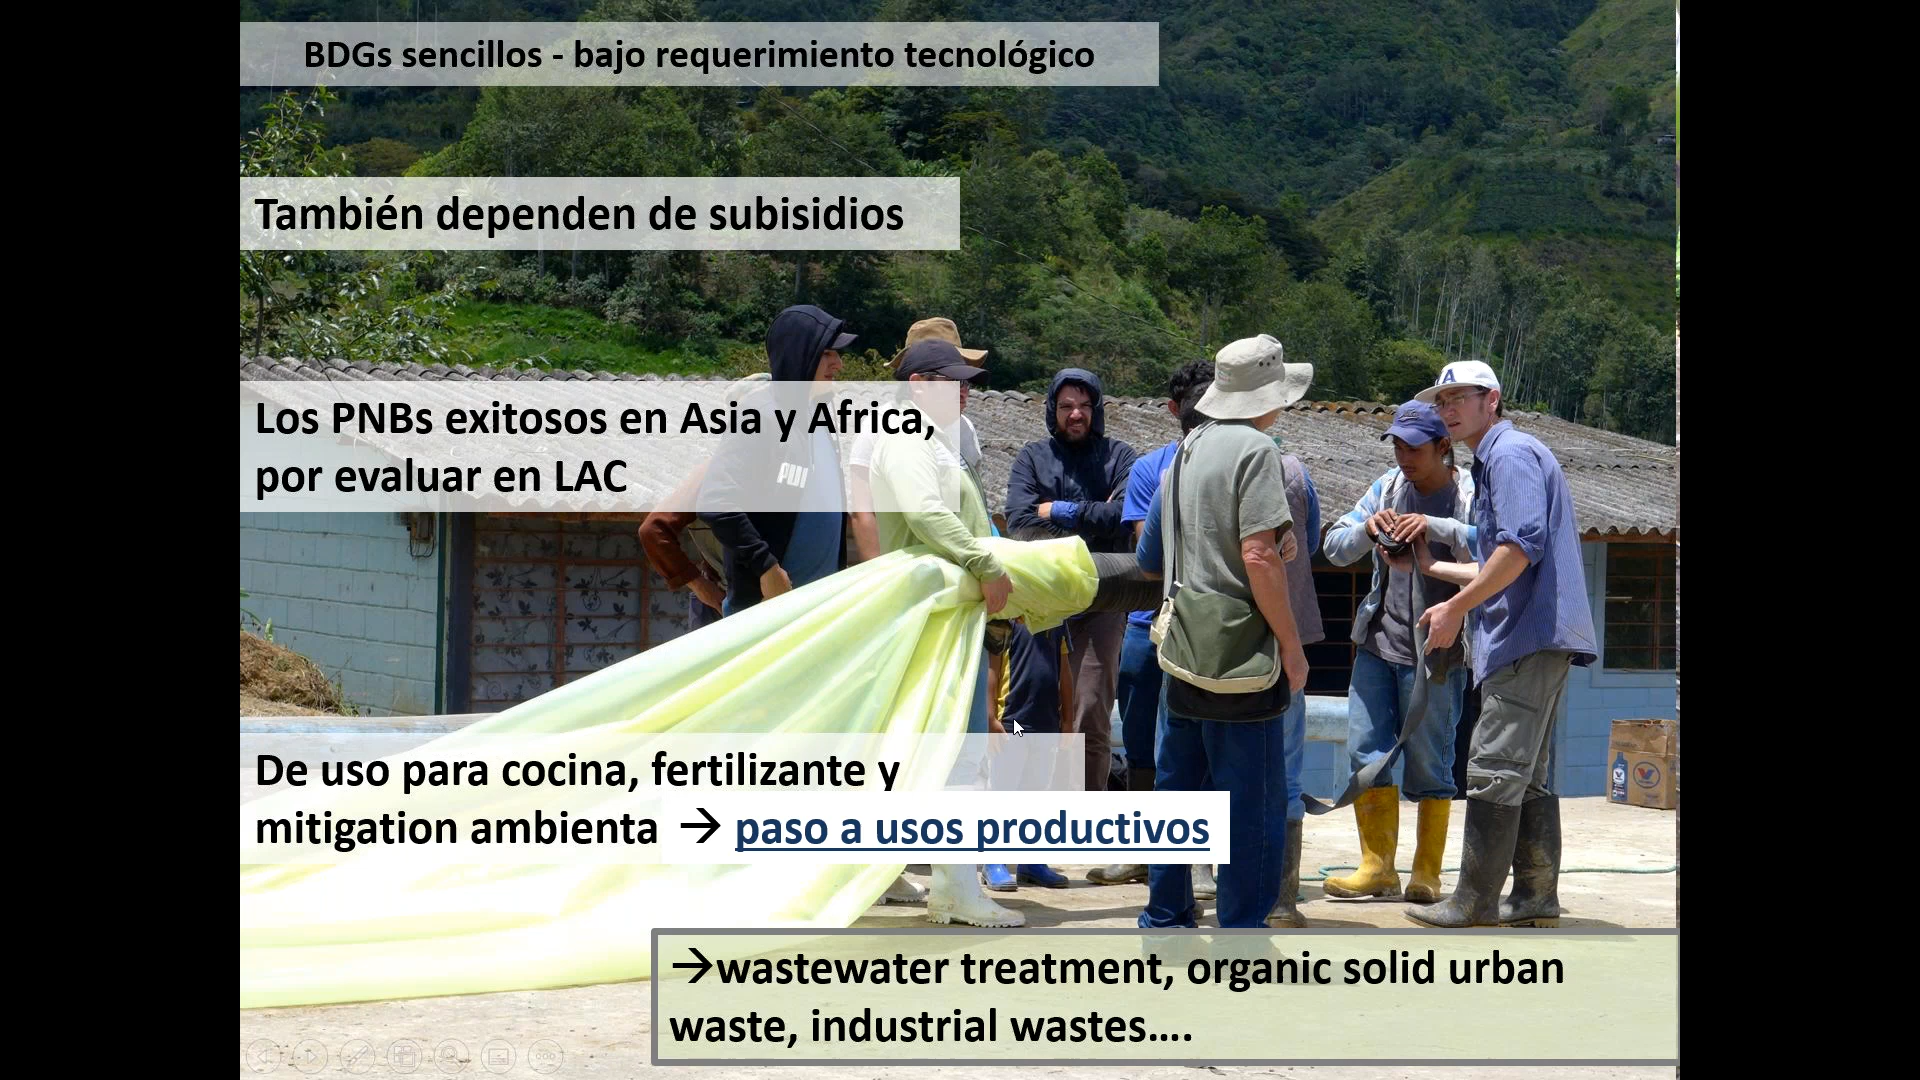 BDGs sencillos - bajo requerimiento tecnológico
También dependen de subisidios
Los PNBs exitosos en Asia y Africa,
por evaluar en LAC
De uso para cocina, fertilizante y
mitigation ambienta → paso a usos productivos
→wastewater treatment, organic solid urban
waste, industrial wastes....